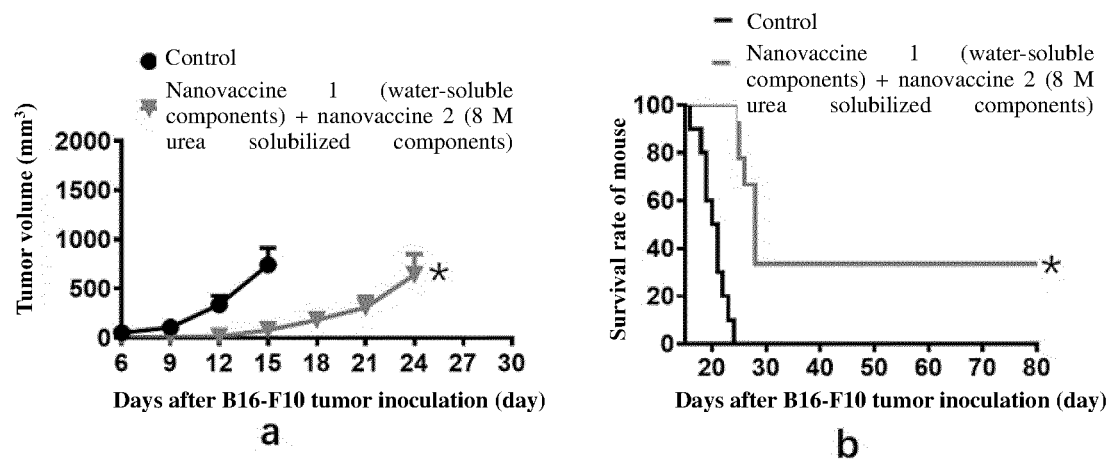 Control
Nanovaccine 1 (water-soluble
components) + nanovaccine 2 (8 M
urea solubilized components)
Tumor volume (mm³)
2000
1500
1000
500
0
*
6 9 12 15 18 21 24 27 30
Days after B16-F10 tumor inoculation (day)
a
Control
Nanovaccine 1 (water-soluble
components) + nanovaccine 2 (8 M
urea solubilized components)
Survival rate of mouse
100
80
60
40
20
0
*
20 30 40 50 60 70 80
Days after B16-F10 tumor inoculation (day)
b